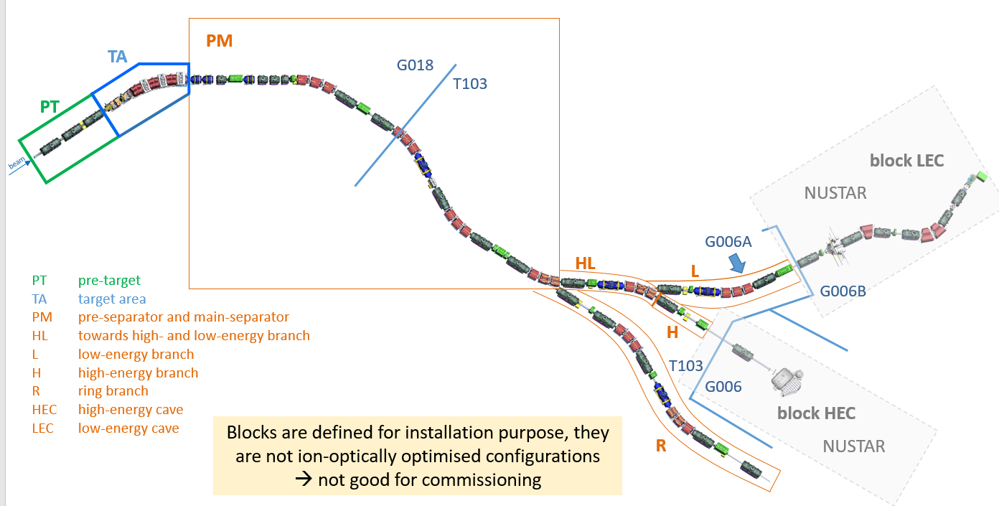 PM
TA
G018
T103
PT
beam
block LEC
NUSTAR
G006A
HL
L
G006B
PT pre-target
TA target area
PM pre-separator and main-separator
HL towards high- and low-energy branch
L low-energy branch
H high-energy branch
R ring branch
HEC high-energy cave
LEC low-energy cave
H
T103
G006
block HEC
NUSTAR
R
Blocks are defined for installation purpose, they
are not ion-optically optimised configurations
→ not good for commissioning